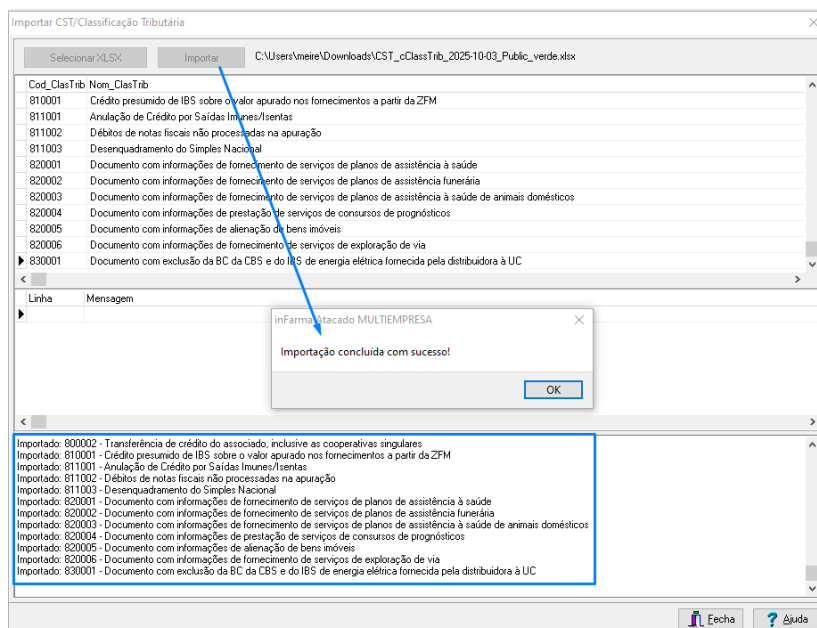 Importar CST/Classificação Tributária
Selecionar XLSX Importar C:\Users\meire\Downloads\CST_cClassTrib_2025-10-03_Public_verde.xlsx
Cod_ClasTrib Nom_ClasTrib
810001 Crédito presumido de IBS sobre o valor apurado nos fornecimentos a partir da ZFM
811001 Anulação de Crédito por Saídas Imunes/Isentas
811002 Débitos de notas fiscais não processadas na apuração
811003 Desenquadramento do Simples Nacional
820001 Documento com informações de fornecimento de serviços de planos de assistência à saúde
820002 Documento com informações de fornecimento de serviços de planos de assistência funerária
820003 Documento com informações de fornecimento de serviços de planos de assistência à saúde de animais domésticos
820004 Documento com informações de prestação de serviços de consursos de prognósticos
820005 Documento com informações de alienação de bens imóveis
820006 Documento com informações de fornecimento de serviços de exploração de via
830001 Documento com exclusão da BC da CBS e do IBS de energia elétrica fornecida pela distribuidora à UC
Linha Mensagem
inFarma Atacado MULTIEMPRESA
Importação concluída com sucesso!
OK
Importado: 800002 - Transferência de crédito do associado, inclusive as cooperativas singulares
Importado: 810001 - Crédito presumido de IBS sobre o valor apurado nos fornecimentos a partir da ZFM
Importado: 811001 - Anulação de Crédito por Saídas Imunes/Isentas
Importado: 811002 - Débitos de notas fiscais não processadas na apuração
Importado: 811003 - Desenquadramento do Simples Nacional
Importado: 820001 - Documento com informações de fornecimento de serviços de planos de assistência à saúde
Importado: 820002 - Documento com informações de fornecimento de serviços de planos de assistência funerária
Importado: 820003 - Documento com informações de fornecimento de serviços de planos de assistência à saúde de animais domésticos
Importado: 820004 - Documento com informações de prestação de serviços de consursos de prognósticos
Importado: 820005 - Documento com informações de alienação de bens imóveis
Importado: 820006 - Documento com informações de fornecimento de serviços de exploração de via
Importado: 830001 - Documento com exclusão da BC da CBS e do IBS de energia elétrica fornecida pela distribuidora à UC
Fecha ? Ajuda